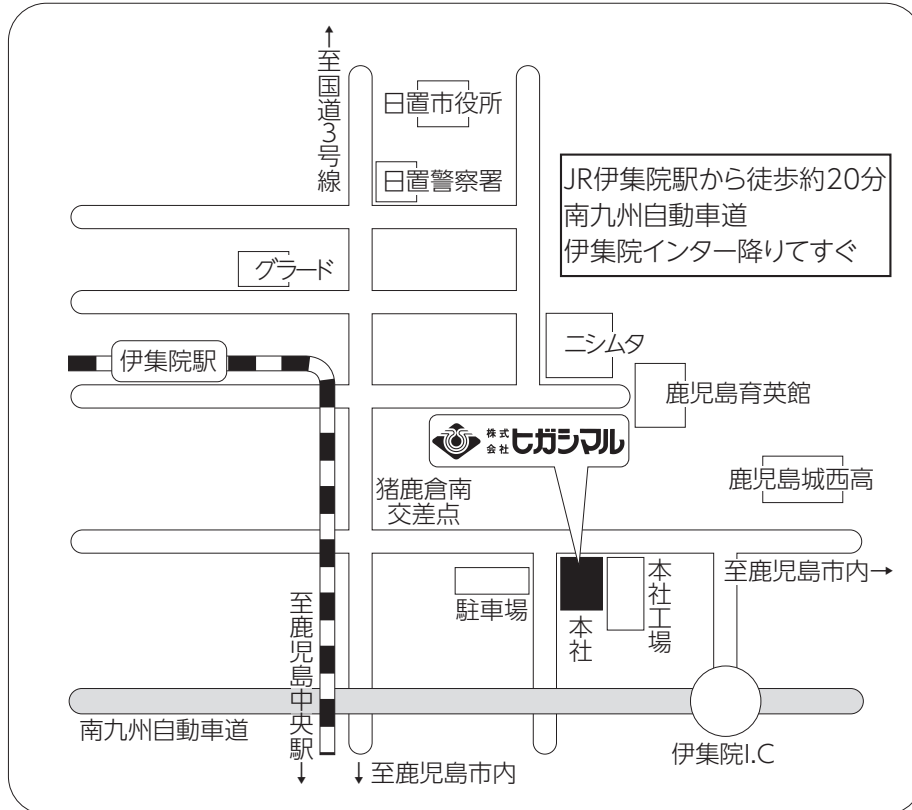 ↑至国道3号線
日置市役所
日置警察署
JR伊集院駅から徒歩約20分
南九州自動車道
伊集院インター降りてすぐ
グラード
ニシムタ
伊集院駅
鹿児島育英館
株式会社ヒガシマル
鹿児島城西高
猪鹿倉南
交差点
至鹿児島市内→
駐車場
本社
本社工場
至鹿児島中央駅↓
南九州自動車道
伊集院I.C
↓至鹿児島市内